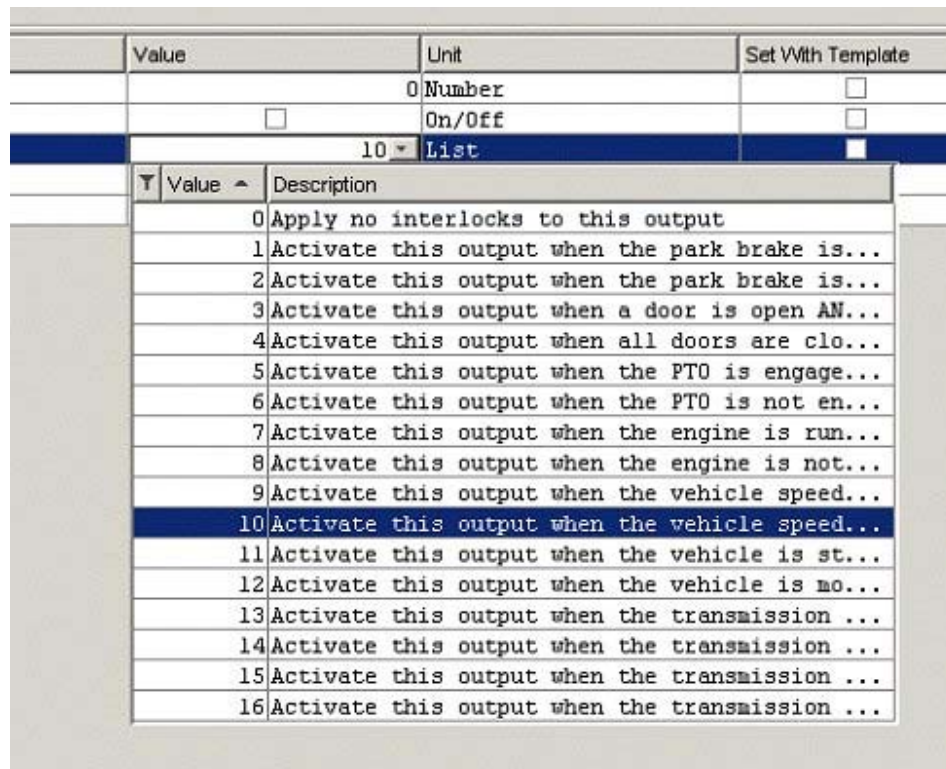 Value Unit Set With Template
0 Number
On/Off
10 List
Value Description
0 Apply no interlocks to this output
1 Activate this output when the park brake is...
2 Activate this output when the park brake is...
3 Activate this output when a door is open AN...
4 Activate this output when all doors are clo...
5 Activate this output when the PTO is engage...
6 Activate this output when the PTO is not en...
7 Activate this output when the engine is run...
8 Activate this output when the engine is not...
9 Activate this output when the vehicle speed...
10 Activate this output when the vehicle speed...
11 Activate this output when the vehicle is st...
12 Activate this output when the vehicle is mo...
13 Activate this output when the transmission ...
14 Activate this output when the transmission ...
15 Activate this output when the transmission ...
16 Activate this output when the transmission ...